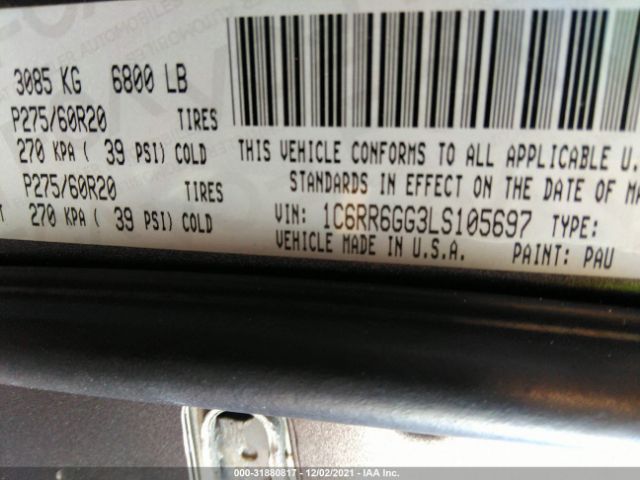 3085 KG 6800 LB
P275/60R20 TIRES
270 KPA ( 39 PSI) COLD
P275/60R20 TIRES
270 KPA ( 39 PSI) COLD
THIS VEHICLE CONFORMS TO ALL APPLICABLE U.
STANDARDS IN EFFECT ON THE DATE OF MA
VIN: 1C6RR6GG3LS105697 TYPE:
VEHICLE MADE IN U.S.A. PAINT: PAU
000-31880817 - 12/02/2021 - IAA Inc.